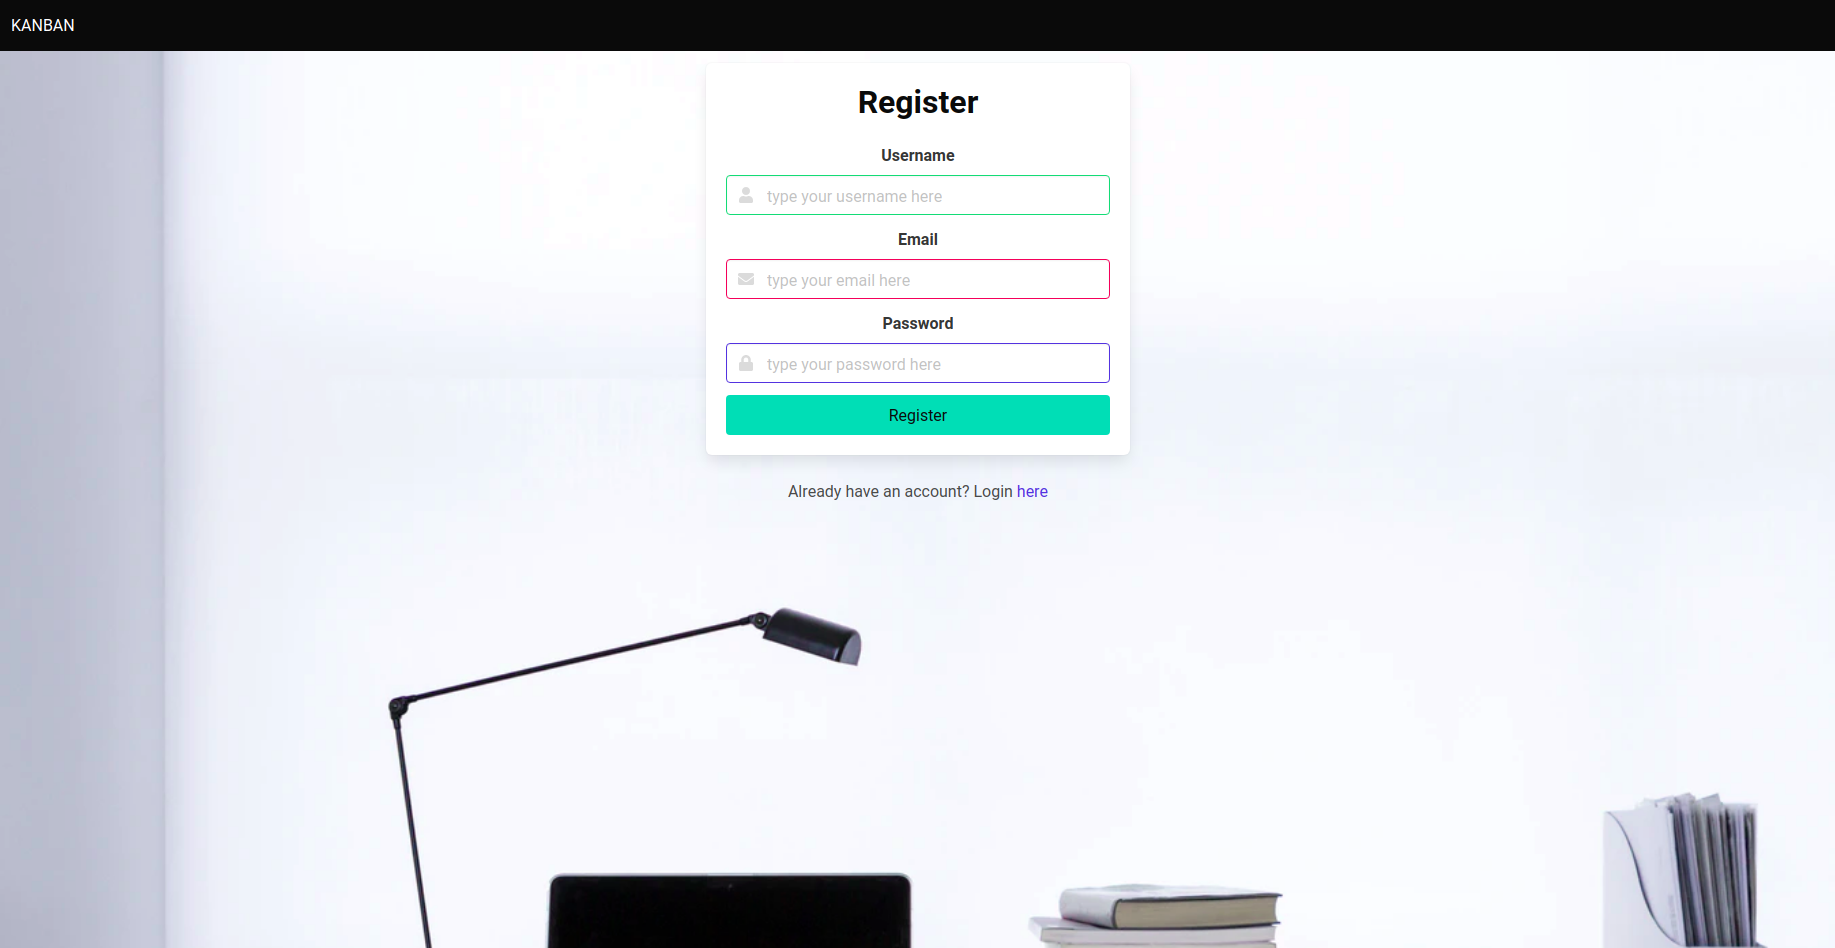 KANBAN
Register
Username
type your username here
Email
type your email here
Password
type your password here
Register
Already have an account? Login here